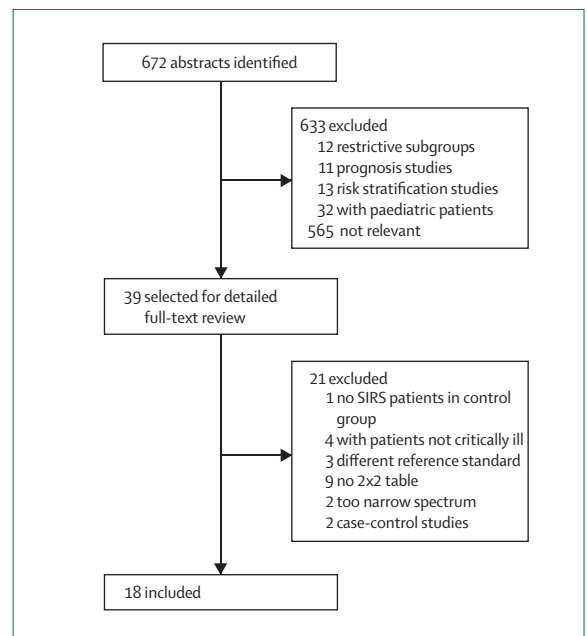 672 abstracts identified
633 excluded
12 restrictive subgroups
11 prognosis studies
13 risk stratification studies
32 with paediatric patients
565 not relevant
39 selected for detailed
full-text review
21 excluded
1 no SIRS patients in control
group
4 with patients not critically ill
3 different reference standard
9 no 2x2 table
2 too narrow spectrum
2 case-control studies
18 included